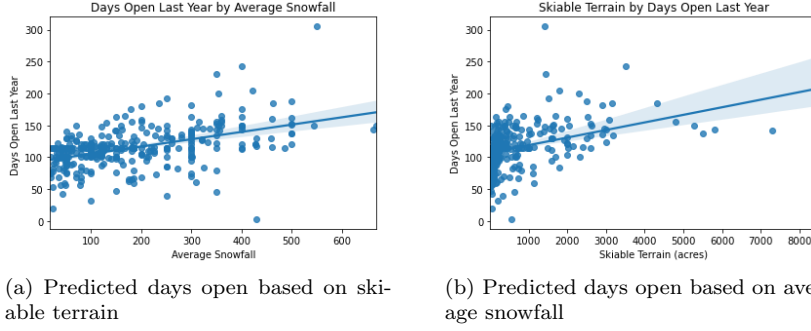 Days Open Last Year by Average Snowfall
300
250
200
150
100
50
0
Days Open Last Year
100 200 300 400 500 600
Average Snowfall
(a) Predicted days open based on ski-
able terrain
Skiable Terrain by Days Open Last Year
300
250
200
150
100
50
0
Days Open Last Year
1000 2000 3000 4000 5000 6000 7000 8000
Skiable Terrain (acres)
(b) Predicted days open based on aver
age snowfall